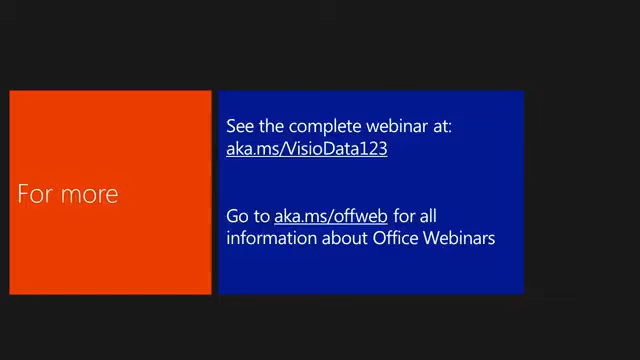 For more
See the complete webinar at:
aka.ms/VisioData123
Go to aka.ms/offweb for all
information about Office Webinars